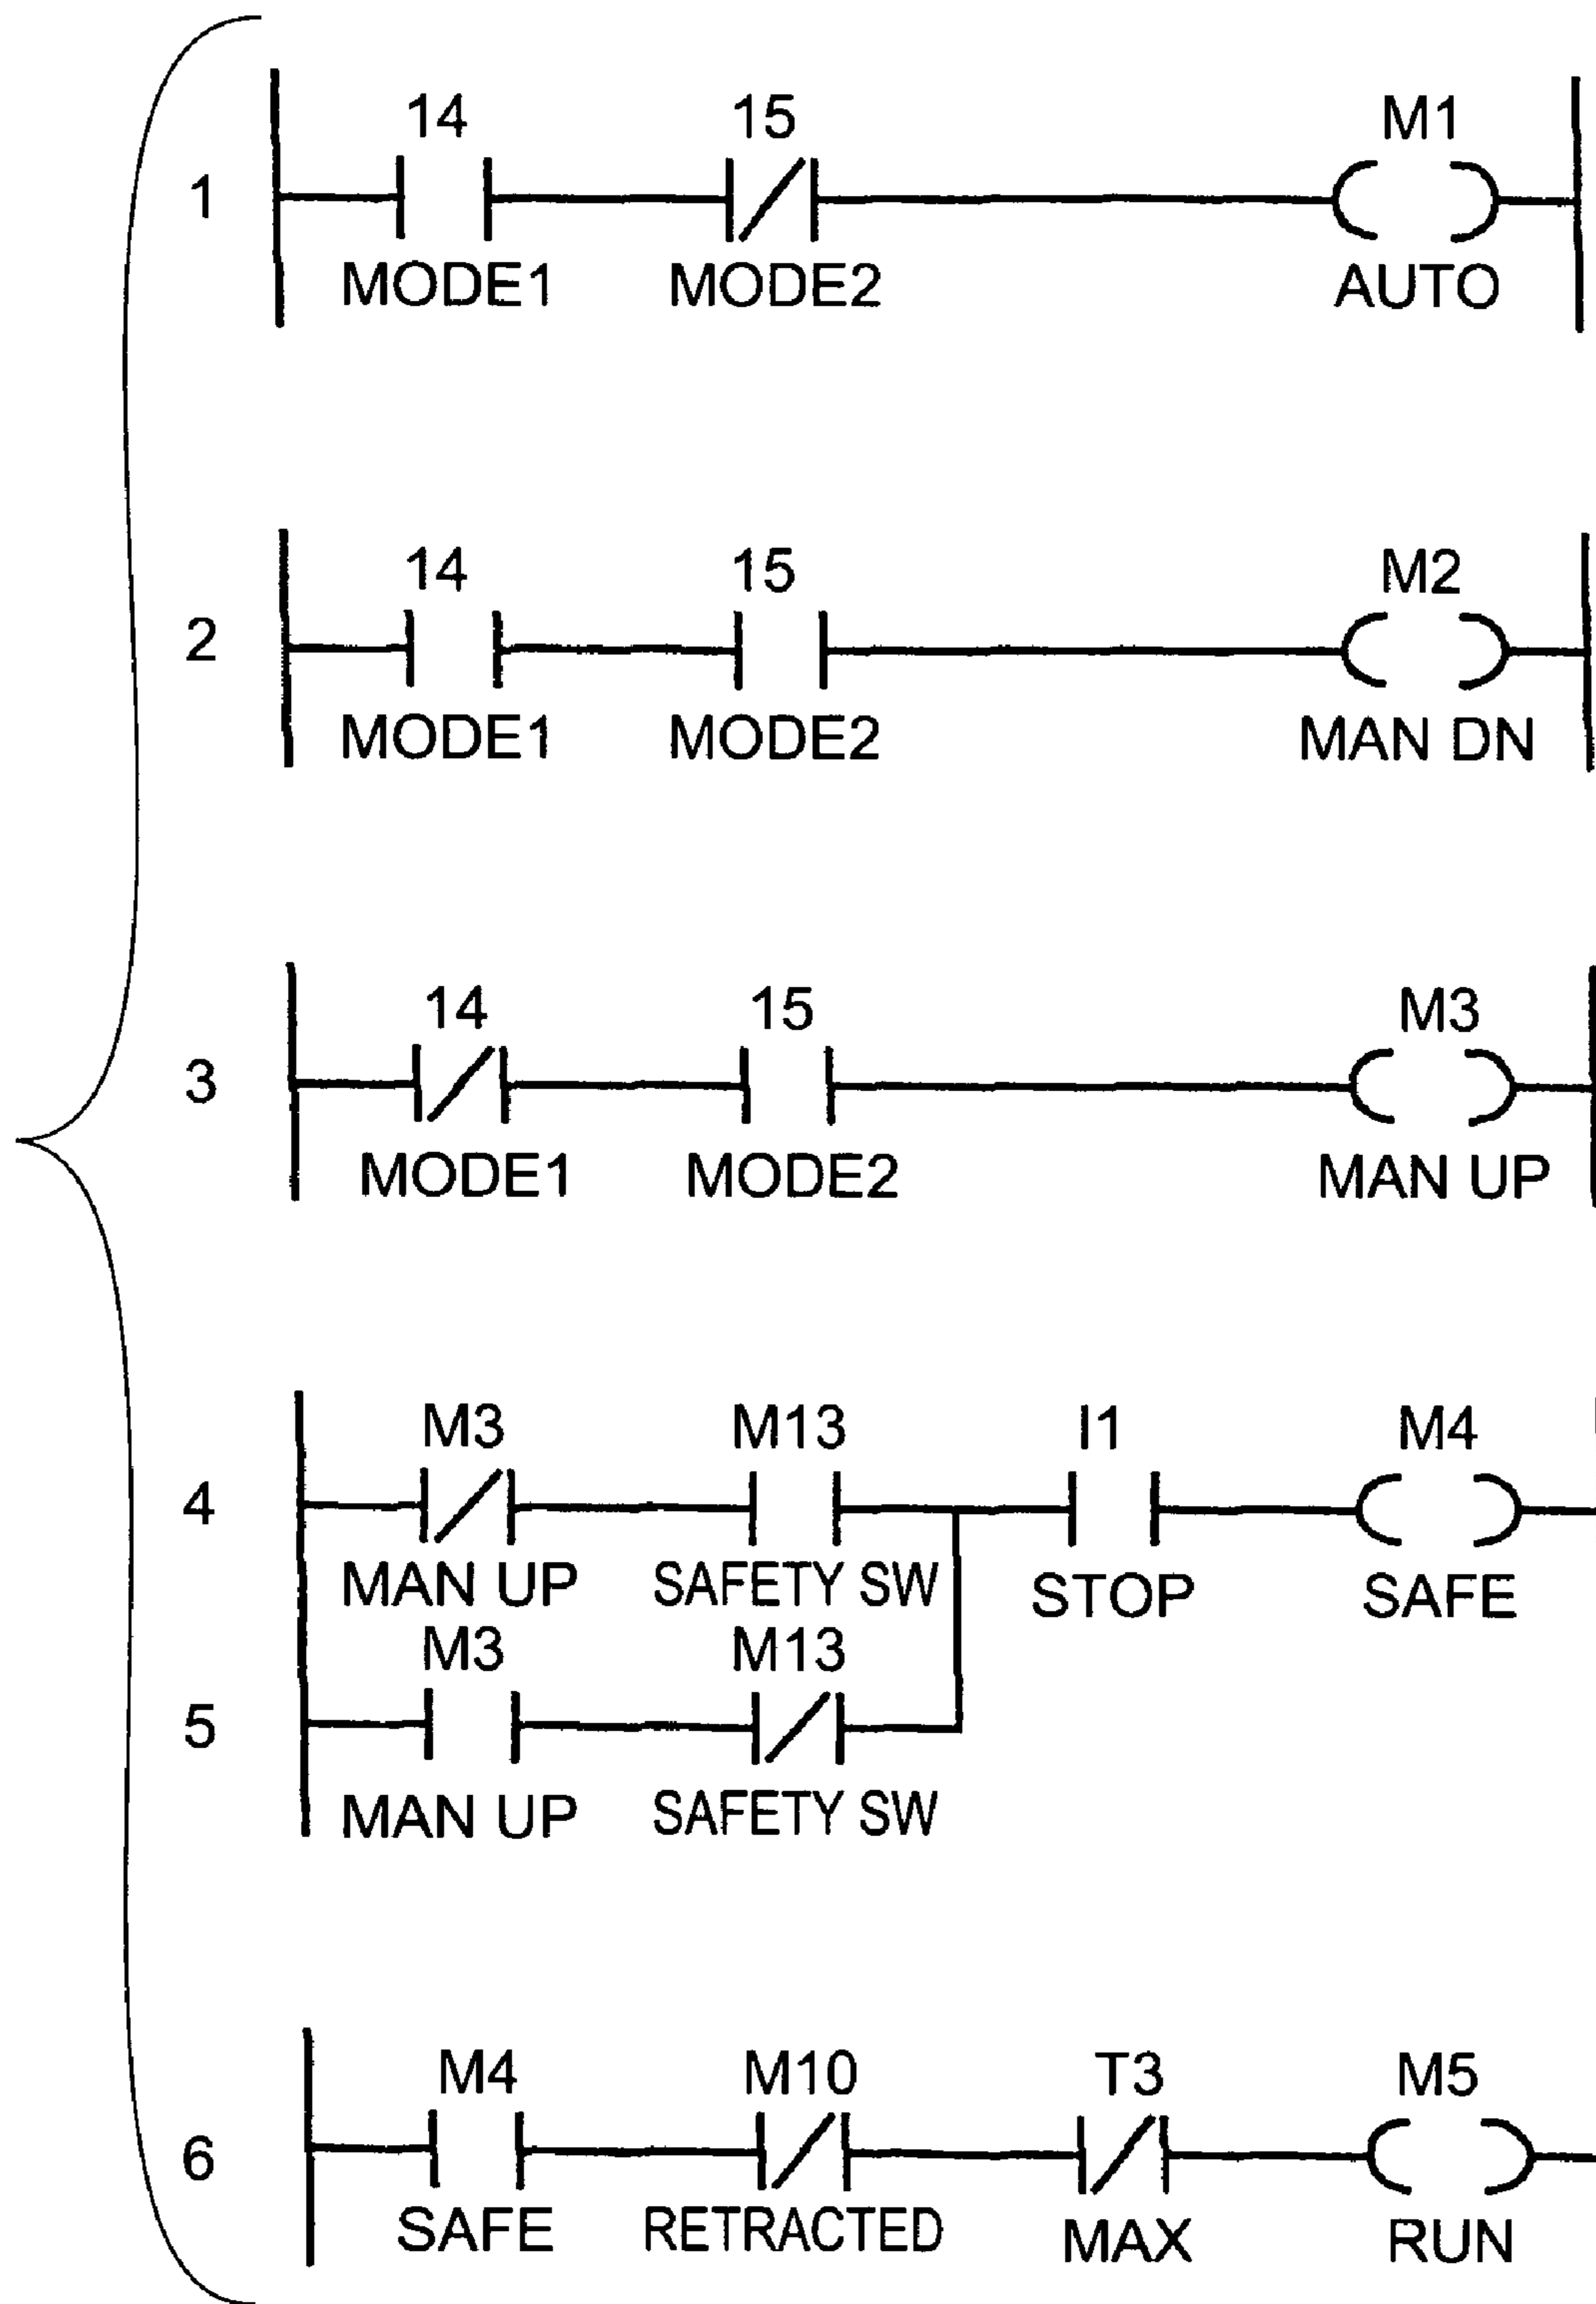 14 15 M1
1
MODE1 MODE2 AUTO
14 15 M2
2
MODE1 MODE2 MAN DN
14 15 M3
3
MODE1 MODE2 MAN UP
M3 M13 I1 M4
4
MAN UP SAFETY SW STOP SAFE
M3 M13
5
MAN UP SAFETY SW
M4 M10 T3 M5
6
SAFE RETRACTED MAX RUN